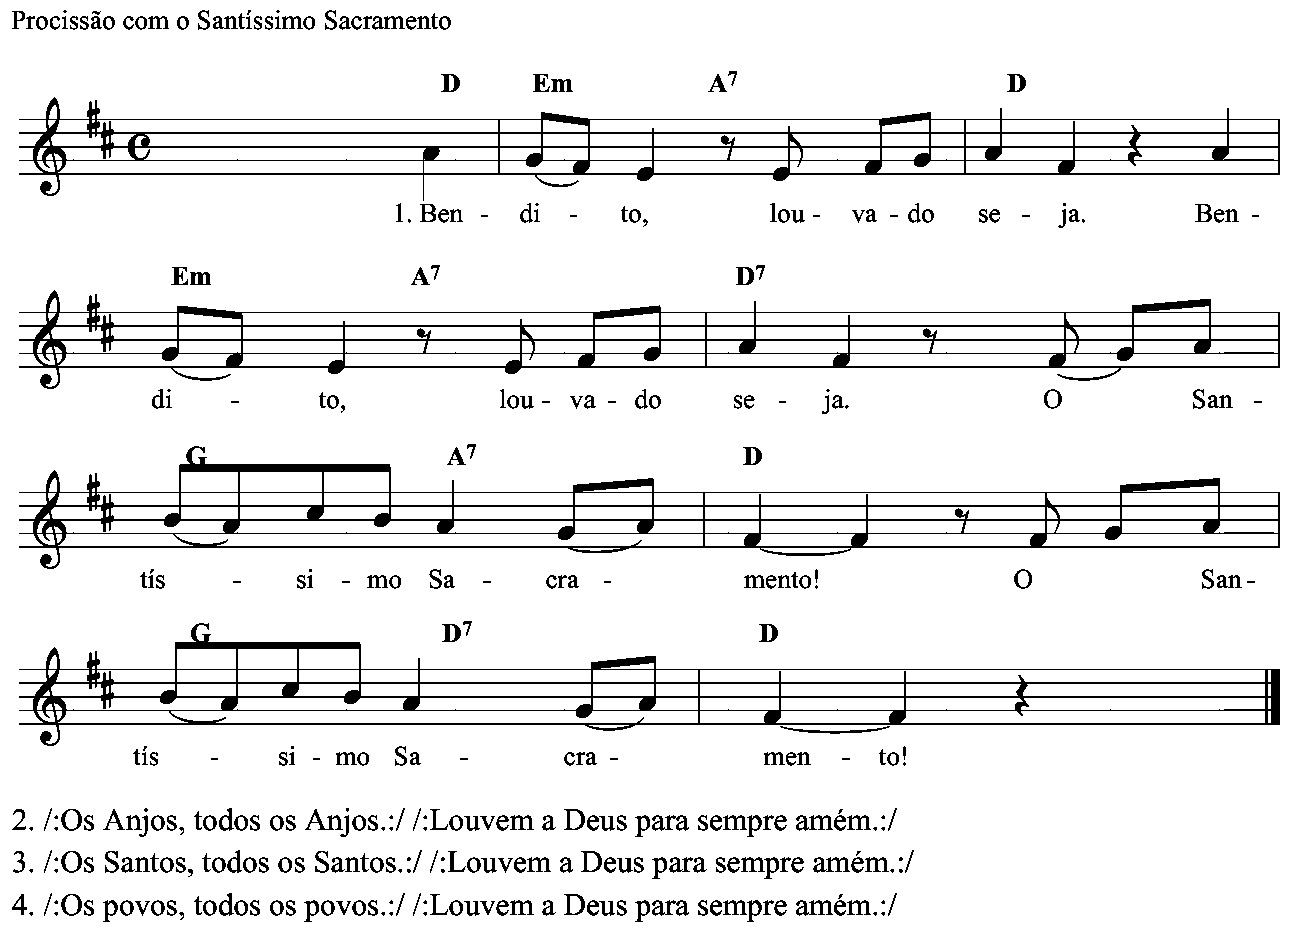 Procissão com o Santíssimo Sacramento
D Em A7 D
1. Ben - di - to, lou - va - do se - ja. Ben -
Em A7 D7
di - to, lou - va - do se - ja. O San -
G A7 D
tís - si - mo Sa - cra - mento! O San -
G D7 D
tís - si - mo Sa - cra - men - to!
2. /:Os Anjos, todos os Anjos.:/ /:Louvem a Deus para sempre amém.:/
3. /:Os Santos, todos os Santos.:/ /:Louvem a Deus para sempre amém.:/
4. /:Os povos, todos os povos.:/ /:Louvem a Deus para sempre amém.:/